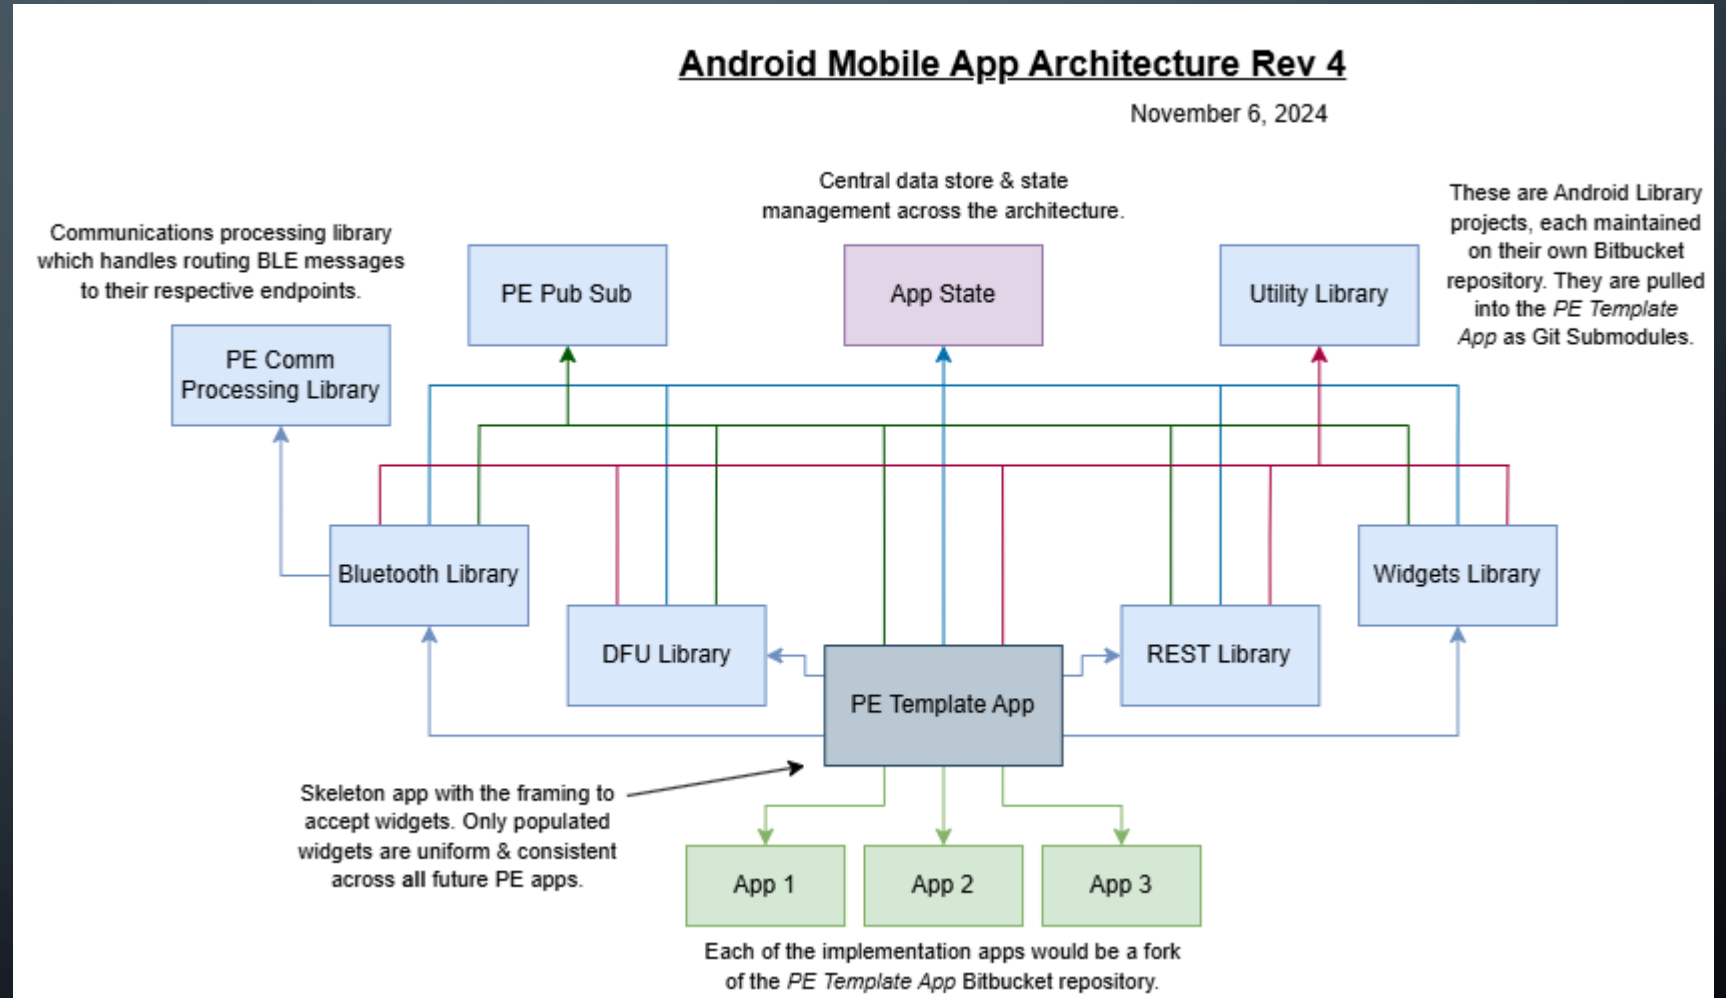 Android Mobile App Architecture Rev 4
November 6, 2024
Central data store & state
management across the architecture.
These are Android Library
projects, each maintained
on their own Bitbucket
repository. They are pulled
into the PE Template
App as Git Submodules.
Communications processing library
which handles routing BLE messages
to their respective endpoints.
PE Pub Sub
App State
Utility Library
PE Comm
Processing Library
Bluetooth Library
Widgets Library
DFU Library
REST Library
PE Template App
Skeleton app with the framing to
accept widgets. Only populated
widgets are uniform & consistent
across all future PE apps.
App 1
App 2
App 3
Each of the implementation apps would be a fork
of the PE Template App Bitbucket repository.